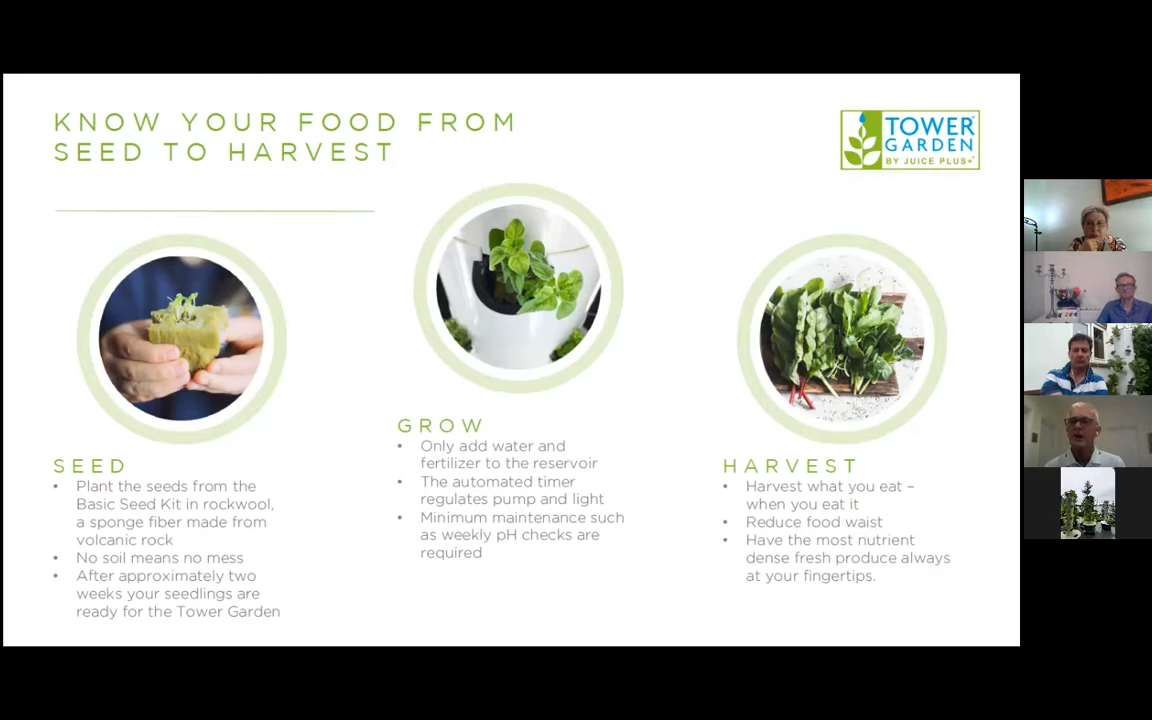 KNOW YOUR FOOD FROM
SEED TO HARVEST
TOWER
GARDEN
BY JUICE PLUS+
SEED
• Plant the seeds from the
Basic Seed Kit in rockwool,
a sponge fiber made from
volcanic rock
• No soil means no mess
• After approximately two
weeks your seedlings are
ready for the Tower Garden
GROW
• Only add water and
fertilizer to the reservoir
• The automated timer
regulates pump and light
• Minimum maintenance such
as weekly pH checks are
required
HARVEST
• Harvest what you eat –
when you eat it
• Reduce food waist
• Have the most nutrient
dense fresh produce always
at your fingertips.